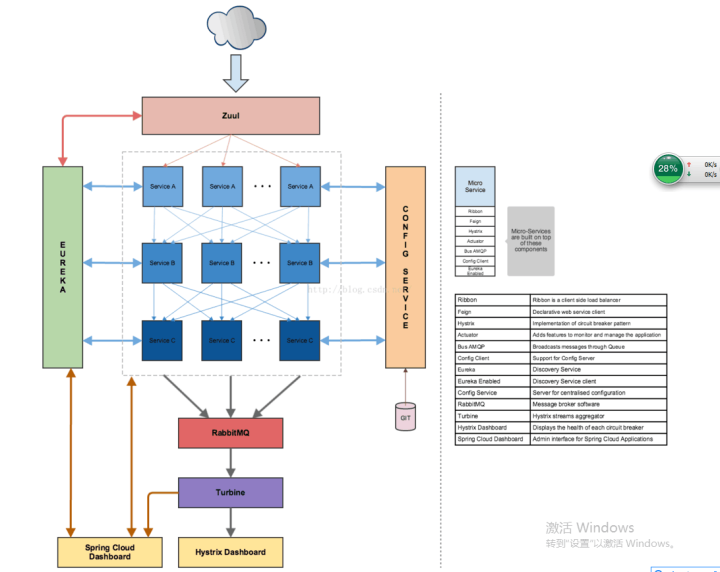 Zuul
Service A
Service A
• • •
Service A
EUREKA
CONFIG SERVICE
Service B
Service B
• • •
Service B
Service C
Service C
• • •
Service C
GIT
RabbitMQ
Turbine
Spring Cloud
Dashboard
Hystrix Dashboard
Micro
Service
Ribbon
Feign
Hystrix
Actuator
Bus AMQP
Config Client
Eureka
Enabled
Micro-Services
are built on top
of these
components
28%
? 0K/s
0K/s
Ribbon Ribbon is a client side load balancer
Feign Declarative web service client
Hystrix Implementation of circuit breaker pattern
Actuator Adds features to monitor and manage the application
Bus AMQP Broadcasts messages through Queue
Config Client Support for Config Server
Eureka Discovery Service
Eureka Enabled Discovery Service client
Config Service Server for centralised configuration
RabbitMQ Message broker software
Turbine Hystrix streams aggregator
Hystrix Dashboard Displays the health of each circuit breaker
Spring Cloud Dashboard Admin interface for Spring Cloud Applications
激活 Windows
转到"设置"以激活 Windows。